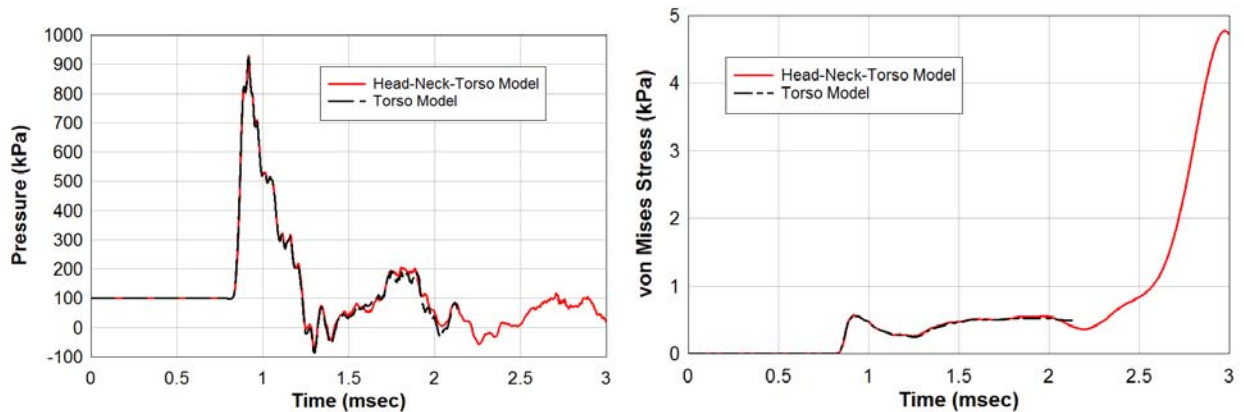 1000
900
800
700
600
500
400
300
200
100
0
-100
Pressure (kPa)
Head-Neck-Torso Model
Torso Model
0 0.5 1 1.5 2 2.5 3
Time (msec)
5
4
3
2
1
0
von Mises Stress (kPa)
Head-Neck-Torso Model
Torso Model
0 0.5 1 1.5 2 2.5 3
Time (msec)